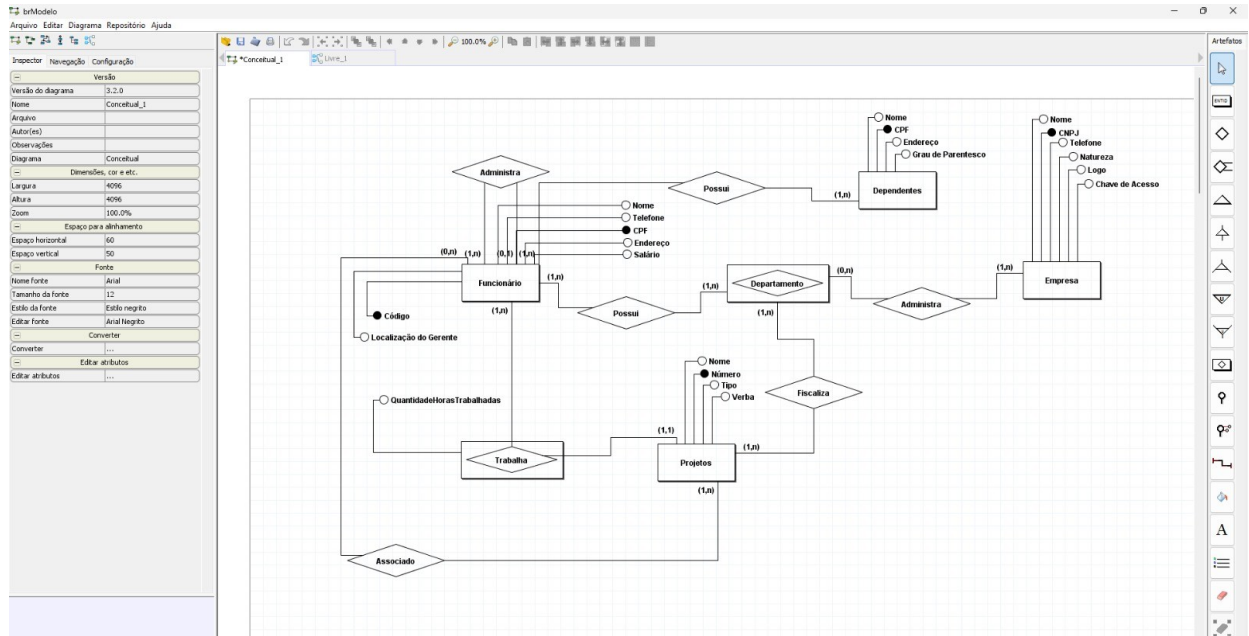 brModelo
Arquivo Editar Diagrama Repositório Ajuda
100.0%
Artefatos
Inspector Navegação Configuração
*Conceitual_1
Livre_1
Versão
Versão do diagrama 3.2.0
Nome Conceitual_1
Arquivo
Autor(es)
Observações
Diagrama Conceitual
Dimensões, cor e etc.
Largura 4096
Altura 4096
Zoom 100.0%
Espaço para alinhamento
Espaço horizontal 60
Espaço vertical 50
Fonte
Nome fonte Arial
Tamanho da fonte 12
Estilo da fonte Estilo negrito
Editar fonte Arial Negrito
Converter
Converter ...
Editar atributos
Editar atributos ...
Nome
CPF
Endereço
Grau de Parentesco
Nome
CNPJ
Telefone
Natureza
Logo
Chave de Acesso
Administra
Possui
(1,n)
Dependentes
Nome
Telefone
CPF
Endereço
Salário
(0,n) (1,n) (0,1) (1,n)
Funcionário
(1,n)
(1,n)
Possui
(1,n)
Departamento
(0,n)
(1,n)
Administra
(1,n)
Empresa
Código
Localização do Gerente
Nome
Número
Tipo
Verba
Fiscaliza
QuantidadeHorasTrabalhadas
(1,1)
(1,n)
Trabalha
Projetos
(1,n)
Associado
A